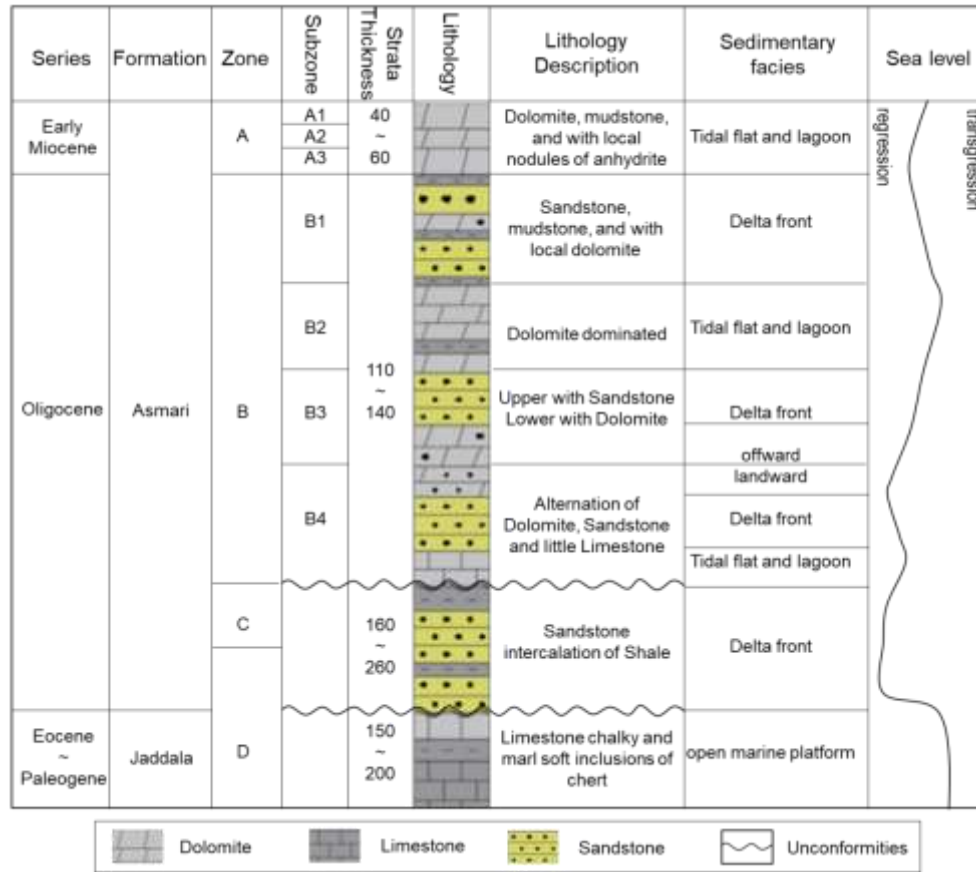 Series
Formation
Zone
Subzone
Strata
Thickness
Lithology
Lithology
Description
Sedimentary
facies
Sea level
Early
Miocene
A
A1
A2
A3
40
~
60
Dolomite, mudstone,
and with local
nodules of anhydrite
Tidal flat and lagoon
regression
transgression
Oligocene
Asmari
B
B1
Sandstone,
mudstone, and with
local dolomite
Delta front
B2
Dolomite dominated
Tidal flat and lagoon
110
~
140
B3
Upper with Sandstone
Lower with Dolomite
Delta front
offward
landward
B4
Alternation of
Dolomite, Sandstone
and little Limestone
Delta front
Tidal flat and lagoon
C
160
~
260
Sandstone
intercalation of Shale
Delta front
Eocene
~
Paleogene
Jaddala
D
150
~
200
Limestone chalky and
marl soft inclusions of
chert
open marine platform
Dolomite
Limestone
Sandstone
Unconformities